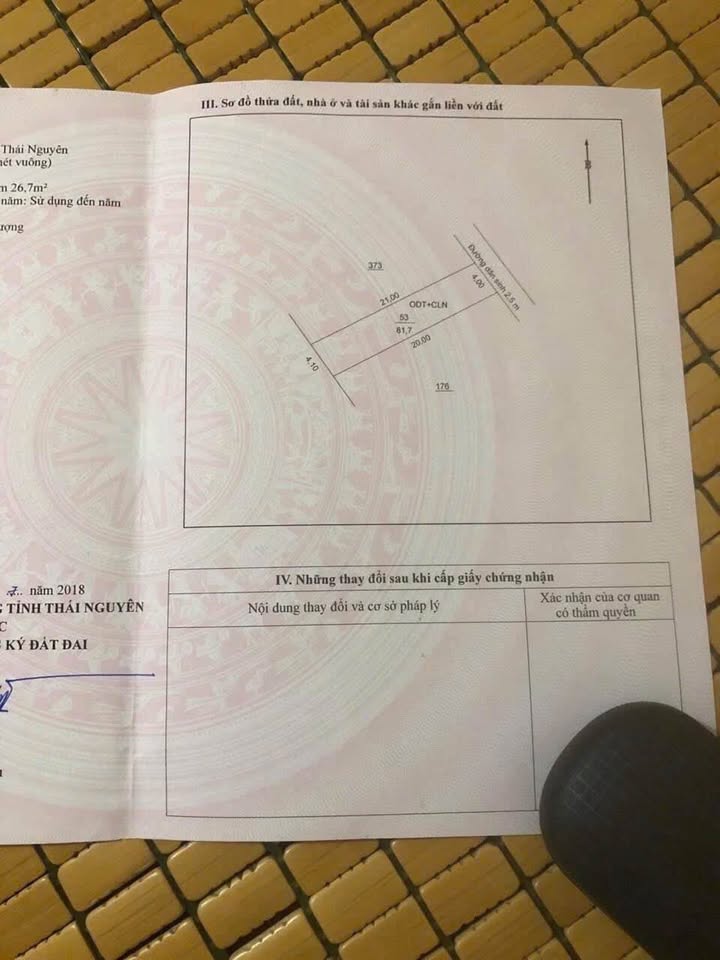 Thái Nguyên
mét vuông)
m 26,7m²
năm: Sử dụng đến năm
ượng
.. năm 2018
TỈNH THÁI NGUYÊN
C
KÝ ĐẤT ĐAI
III. Sơ đồ thửa đất, nhà ở và tài sản khác gắn liền với đất
B
373
Đường dân sinh 2,5 m
21,00
4,00
ODT+CLN
53
81,7
20,00
4,10
176
IV. Những thay đổi sau khi cấp giấy chứng nhận
Nội dung thay đổi và cơ sở pháp lý
Xác nhận của cơ quan
có thẩm quyền